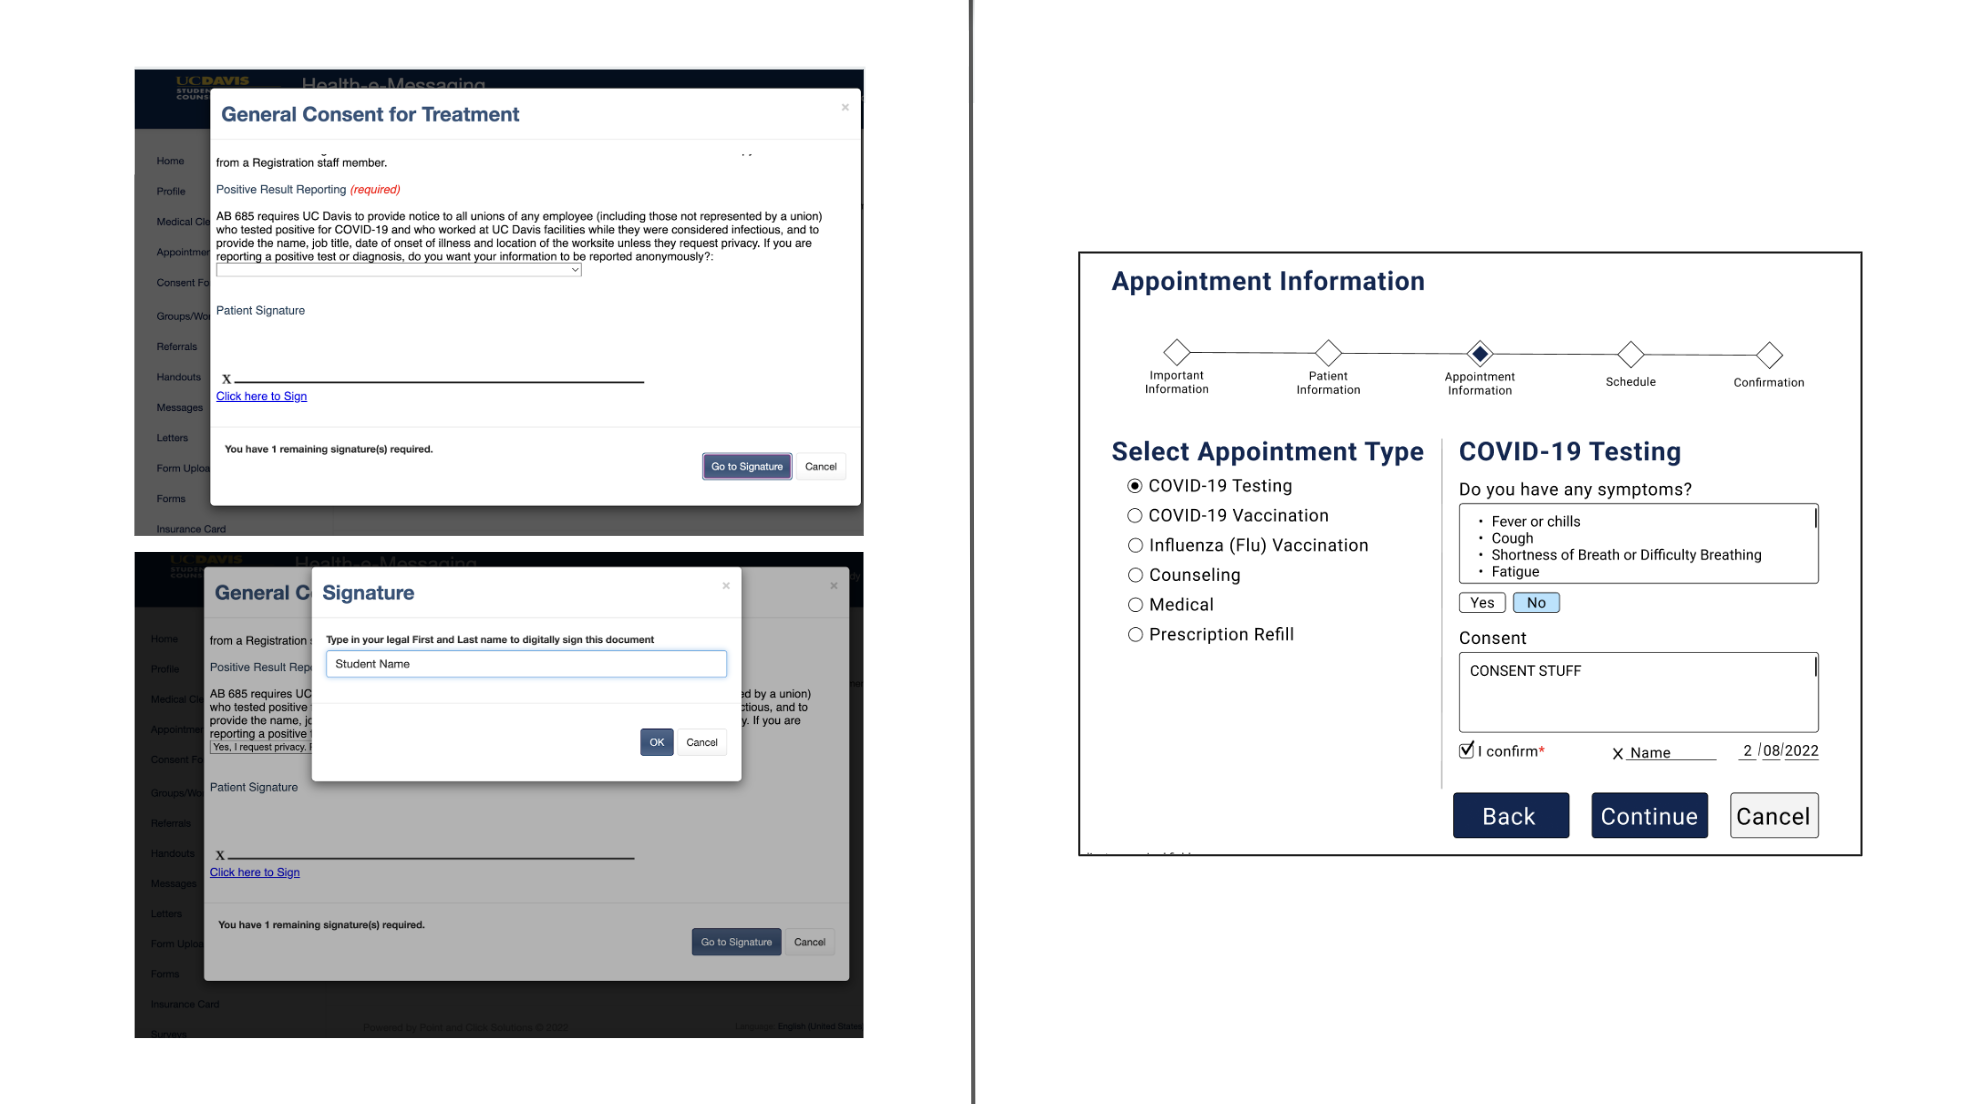 UCDAVIS
Health-e-Messaging
STUDEN
COUNS
General Consent for Treatment
×
Home
Profile
Medical Cle
Appointmen
Consent Fo
Groups/Wo
Referrals
Handouts
Messages
Letters
Form Uploa
Forms
Insurance Card
from a Registration staff member.
Positive Result Reporting (required)
AB 685 requires UC Davis to provide notice to all unions of any employee (including those not represented by a union)
who tested positive for COVID-19 and who worked at UC Davis facilities while they were considered infectious, and to
provide the name, job title, date of onset of illness and location of the worksite unless they request privacy. If you are
reporting a positive test or diagnosis, do you want your information to be reported anonymously?:
Patient Signature
X
Click here to Sign
You have 1 remaining signature(s) required.
Go to Signature
Cancel
UCDAVIS
Health-e-Messaging
General C
×
Signature
×
Type in your legal First and Last name to digitally sign this document
Student Name
OK
Cancel
Home
Profile
Medical Cle
Appointmen
Consent Fo
Groups/Wo
Referrals
Handouts
Messages
Letters
Form Uploa
Forms
Insurance Card
Surveys
from a Registration
Positive Result Rep
AB 685 requires UC
ed by a union)
who tested positive
ctious, and to
provide the name, jo
y. If you are
reporting a positive
Yes, I request privacy.
Patient Signature
X
Click here to Sign
You have 1 remaining signature(s) required.
Go to Signature
Cancel
Powered by Point and Click Solutions © 2022
Language: English (United States
Appointment Information
Important
Information
Patient
Information
Appointment
Information
Schedule
Confirmation
Select Appointment Type
COVID-19 Testing
COVID-19 Vaccination
Influenza (Flu) Vaccination
Counseling
Medical
Prescription Refill
COVID-19 Testing
Do you have any symptoms?
• Fever or chills
• Cough
• Shortness of Breath or Difficulty Breathing
• Fatigue
Yes
No
Consent
CONSENT STUFF
I confirm*
X Name
2 /08/2022
Back
Continue
Cancel